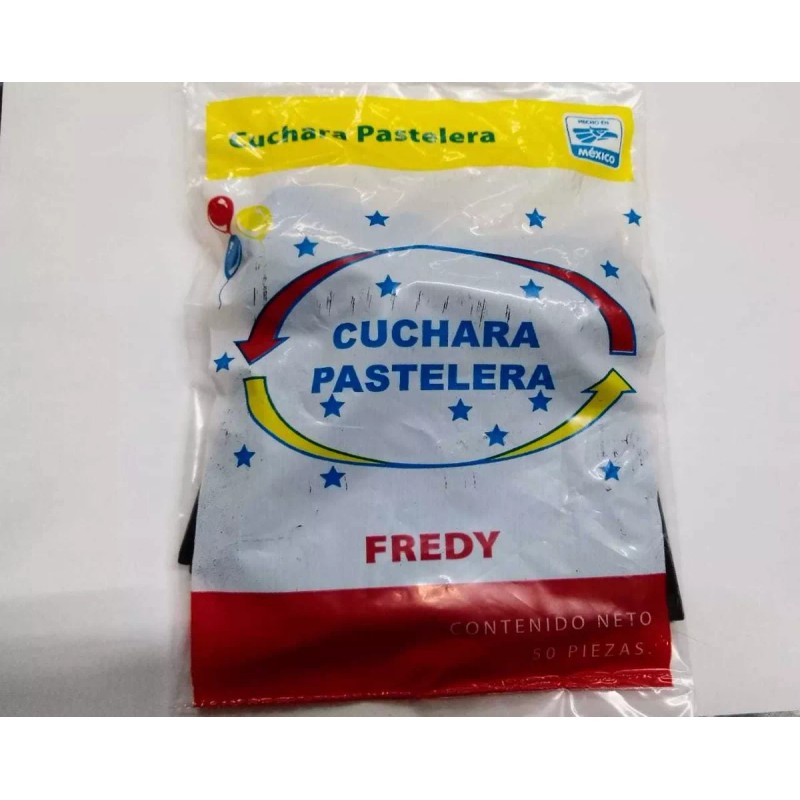 Cuchara Pastelera
HECHO EN
MÉXICO
CUCHARA
PASTELERA
FREDY
CONTENIDO NETO
50 PIEZAS.